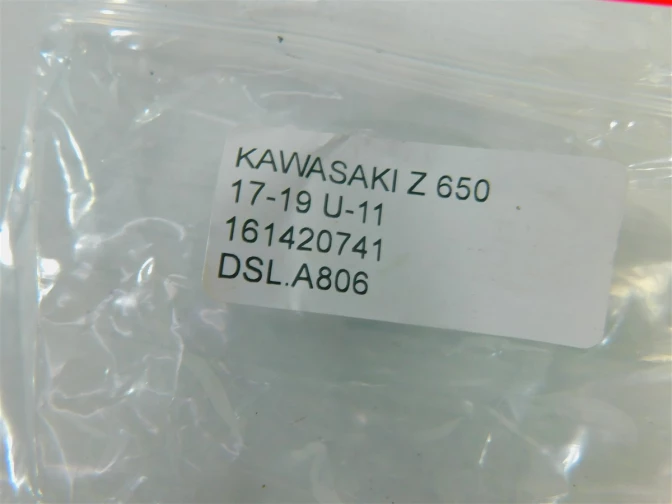 KAWASAKI Z 650
17-19 U-11
161420741
DSL.A806